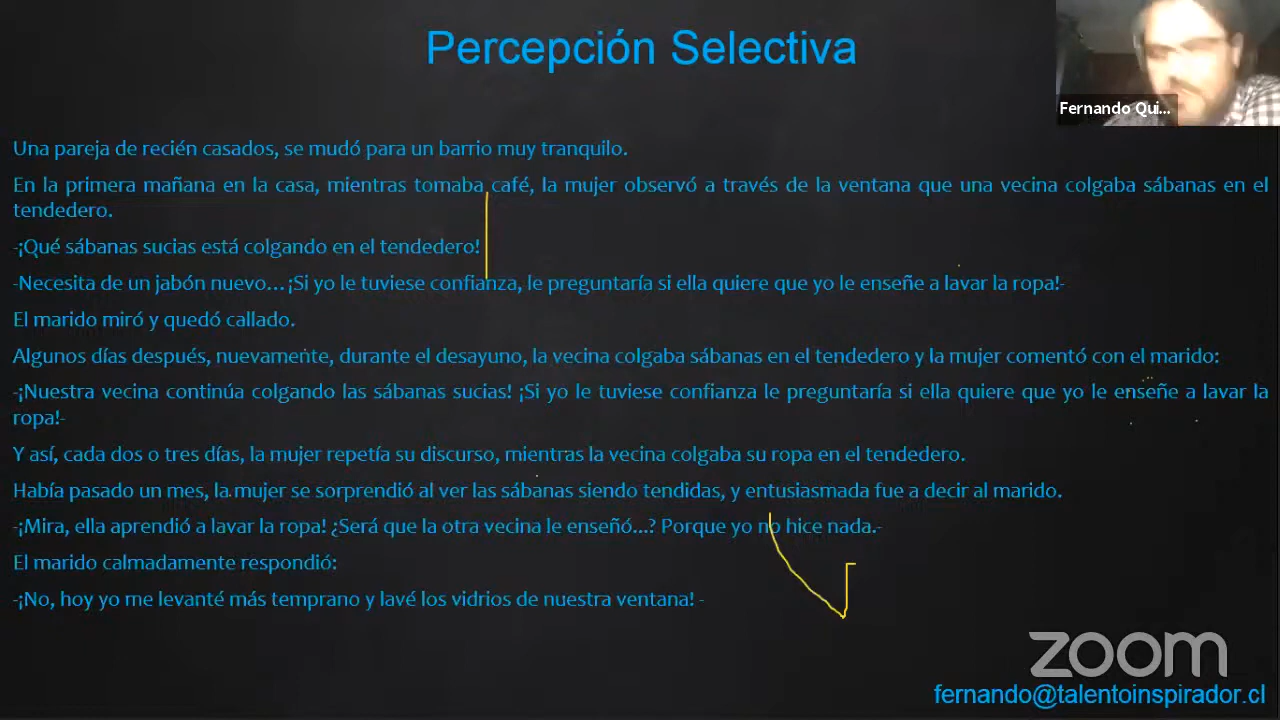 Percepción Selectiva
Fernando Qui...
Una pareja de recién casados, se mudó para un barrio muy tranquilo.
En la primera mañana en la casa, mientras tomaba café, la mujer observó a través de la ventana que una vecina colgaba sábanas en el
tendedero.
-¡Qué sábanas sucias está colgando en el tendedero!
-Necesita de un jabón nuevo...¡Si yo le tuviese confianza, le preguntaría si ella quiere que yo le enseñe a lavar la ropa!-
El marido miró y quedó callado.
Algunos días después, nuevamente, durante el desayuno, la vecina colgaba sábanas en el tendedero y la mujer comentó con el marido:
-¡Nuestra vecina continúa colgando las sábanas sucias! ¡Si yo le tuviese confianza le preguntaría si ella quiere que yo le enseñe a lavar la
ropa!-
Y así, cada dos o tres días, la mujer repetía su discurso, mientras la vecina colgaba su ropa en el tendedero.
Había pasado un mes, la mujer se sorprendió al ver las sábanas siendo tendidas, y entusiasmada fue a decir al marido.
-¡Mira, ella aprendió a lavar la ropa! ¿Será que la otra vecina le enseñó...? Porque yo no hice nada.-
El marido calmadamente respondió:
-¡No, hoy yo me levanté más temprano y lavé los vidrios de nuestra ventana! -
zoom
fernando@talentoinspirador.cl